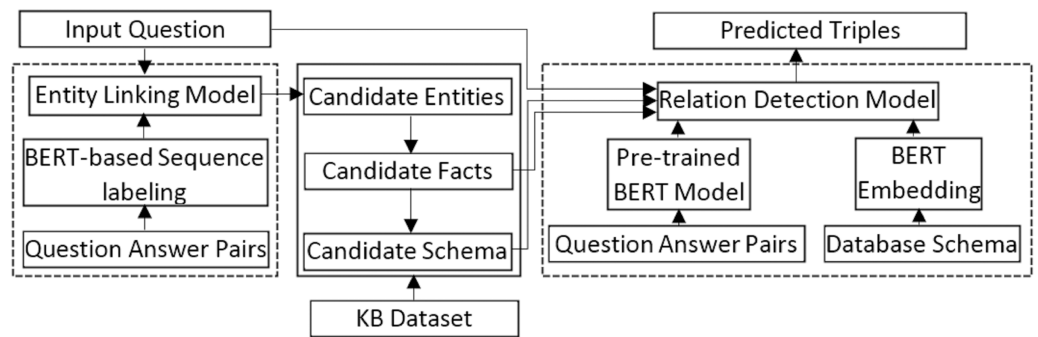 Input Question
Entity Linking Model
BERT-based Sequence
labeling
Question Answer Pairs
Candidate Entities
Candidate Facts
Candidate Schema
KB Dataset
Predicted Triples
Relation Detection Model
Pre-trained
BERT Model
Question Answer Pairs
BERT
Embedding
Database Schema